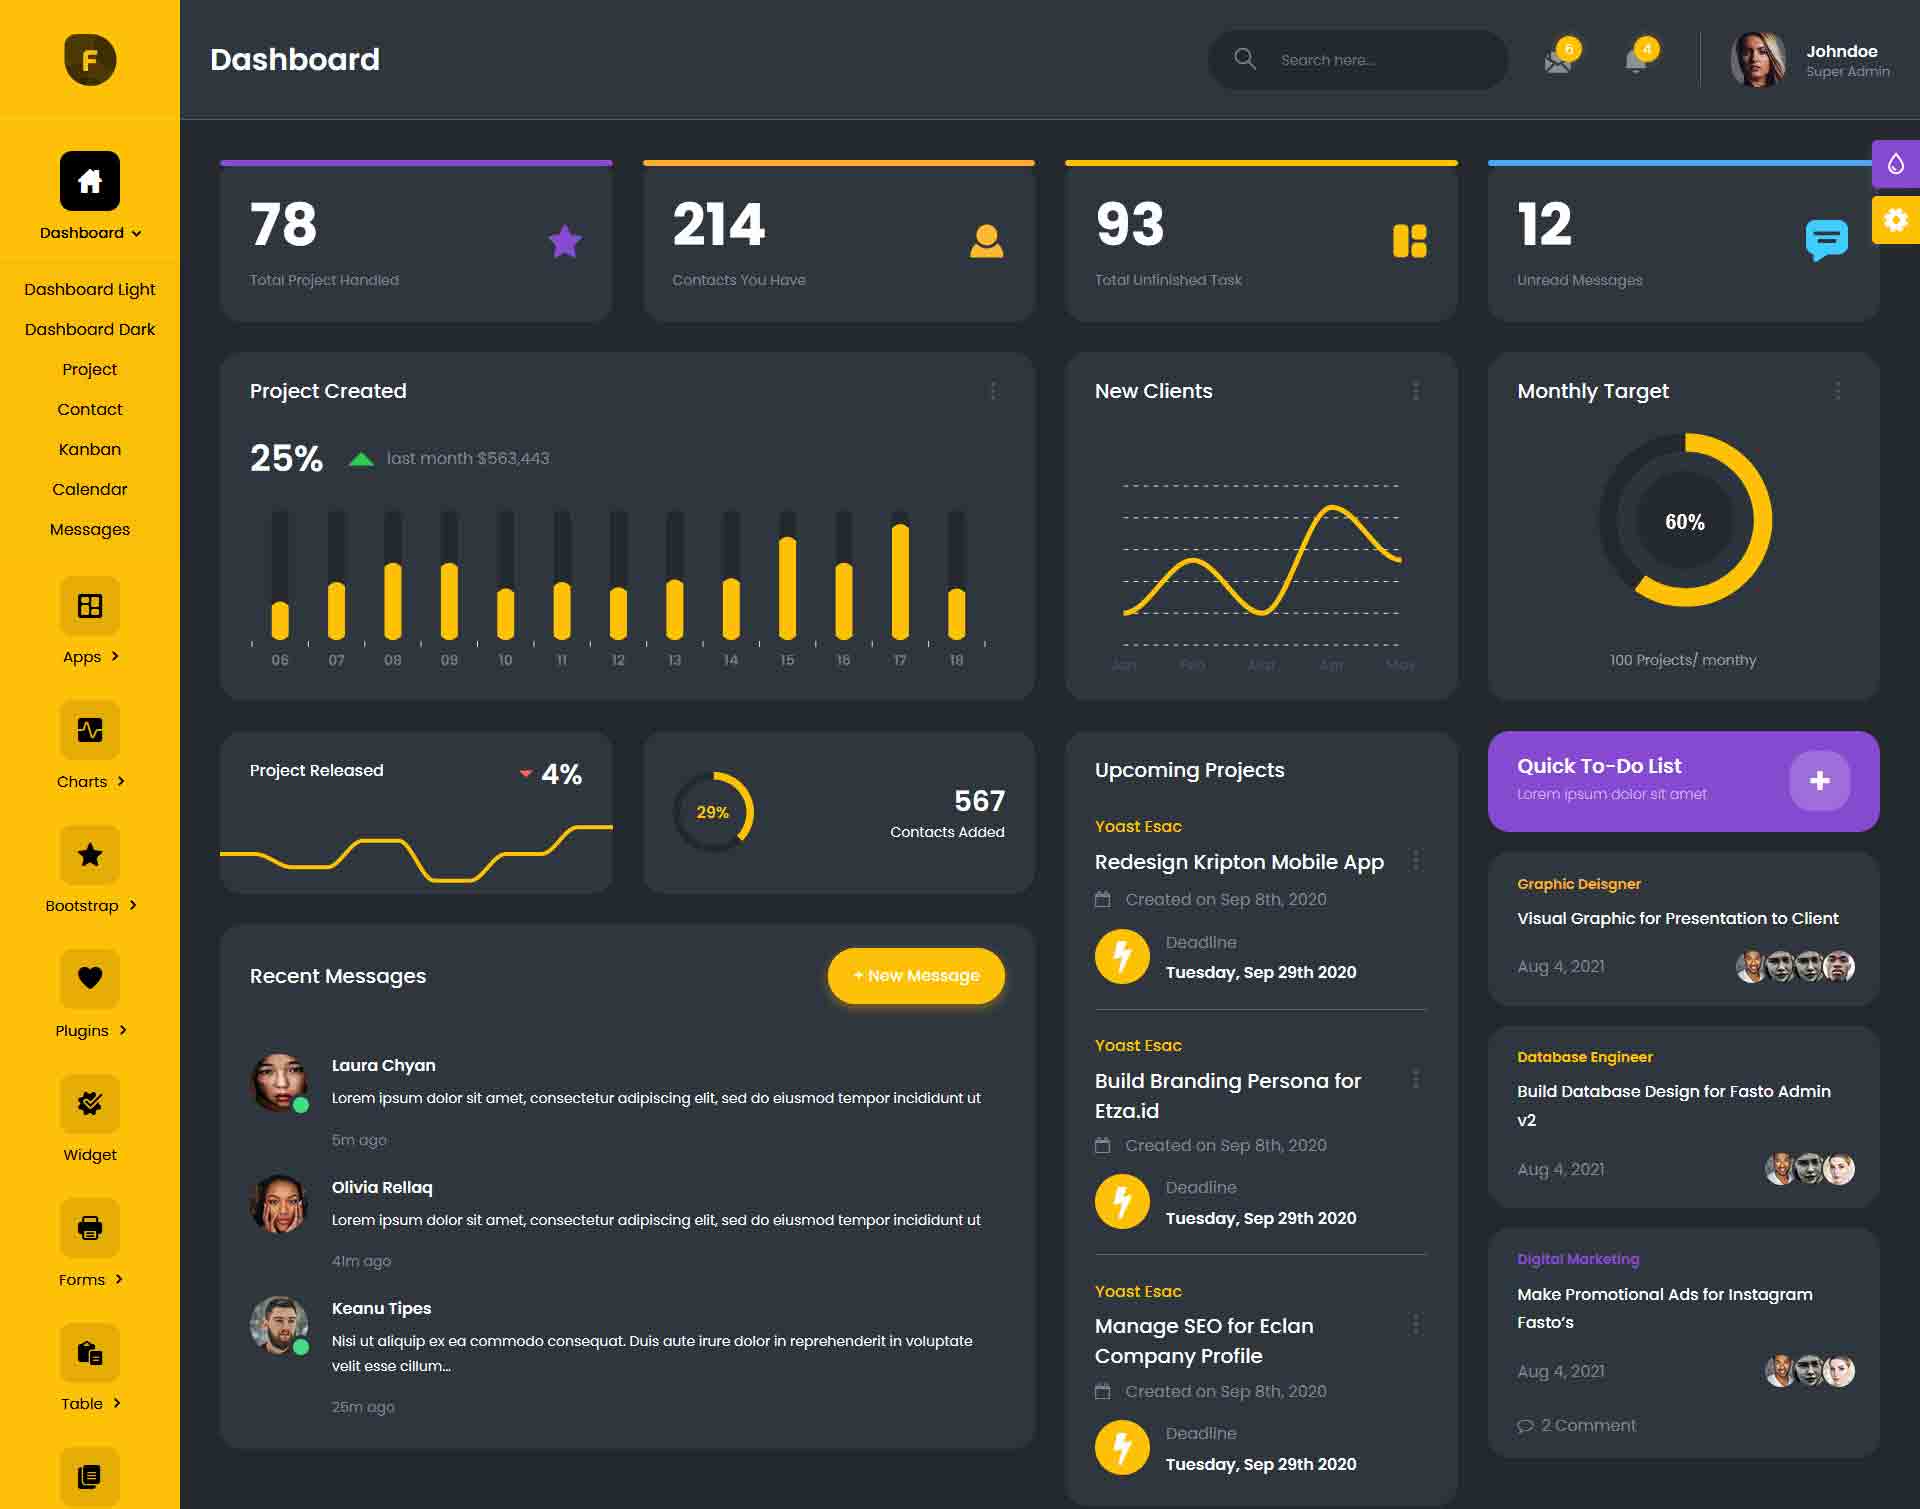 F
Dashboard
Search here...
6
4
Johndoe
Super Admin
Dashboard
Dashboard Light
Dashboard Dark
Project
Contact
Kanban
Calendar
Messages
Apps
Charts
Bootstrap
Plugins
Widget
Forms
Table
78
Total Project Handled
214
Contacts You Have
93
Total Unfinished Task
12
Unread Messages
Project Created
25%
last month $563,443
06 07 08 09 10 11 12 13 14 15 16 17 18
New Clients
Jan Feb Mar Apr May
Monthly Target
60%
100 Projects/ monthy
Project Released
4%
29%
567
Contacts Added
Recent Messages
+ New Message
Laura Chyan
Lorem ipsum dolor sit amet, consectetur adipiscing elit, sed do eiusmod tempor incididunt ut
5m ago
Olivia Rellaq
Lorem ipsum dolor sit amet, consectetur adipiscing elit, sed do eiusmod tempor incididunt ut
41m ago
Keanu Tipes
Nisi ut aliquip ex ea commodo consequat. Duis aute irure dolor in reprehenderit in voluptate
velit esse cillum...
25m ago
Upcoming Projects
Yoast Esac
Redesign Kripton Mobile App
Created on Sep 8th, 2020
Deadline
Tuesday, Sep 29th 2020
Yoast Esac
Build Branding Persona for
Etza.id
Created on Sep 8th, 2020
Deadline
Tuesday, Sep 29th 2020
Yoast Esac
Manage SEO for Eclan
Company Profile
Created on Sep 8th, 2020
Deadline
Tuesday, Sep 29th 2020
Quick To-Do List
Lorem ipsum dolor sit amet
Graphic Deisgner
Visual Graphic for Presentation to Client
Aug 4, 2021
Database Engineer
Build Database Design for Fasto Admin
v2
Aug 4, 2021
Digital Marketing
Make Promotional Ads for Instagram
Fasto's
Aug 4, 2021
2 Comment